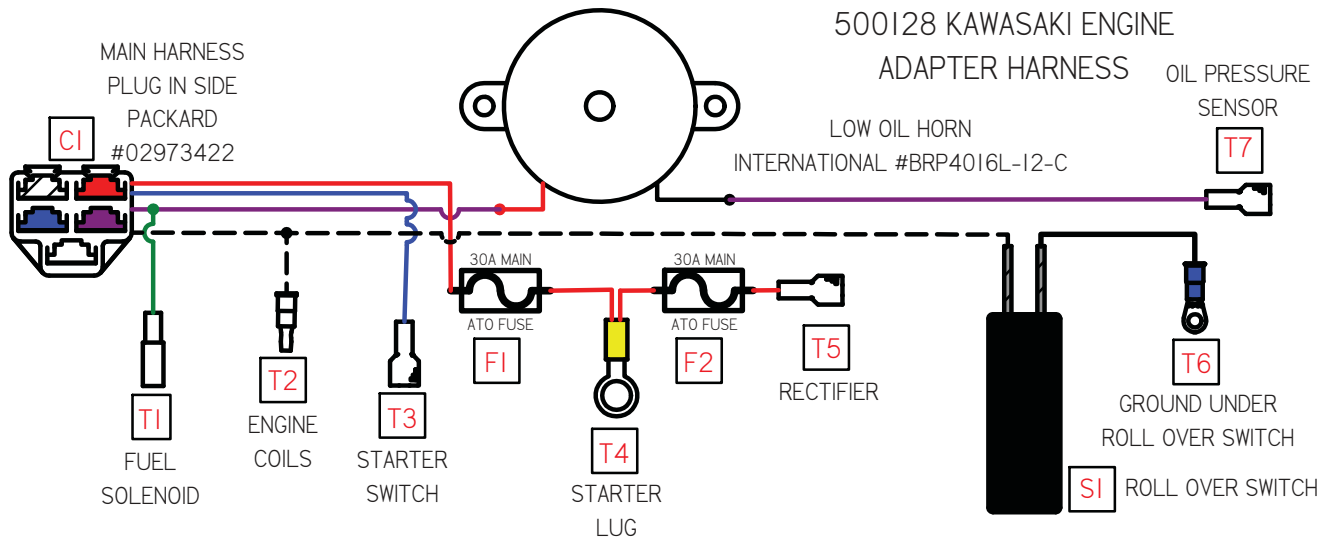 500128 KAWASAKI ENGINE
ADAPTER HARNESS
MAIN HARNESS
PLUG IN SIDE
PACKARD
#02973422
C1
LOW OIL HORN
INTERNATIONAL #BRP4016L-12-C
OIL PRESSURE
SENSOR
T7
30A MAIN
ATO FUSE
F1
30A MAIN
ATO FUSE
F2
T1
FUEL
SOLENOID
T2
ENGINE
COILS
T3
STARTER
SWITCH
T4
STARTER
LUG
T5
RECTIFIER
T6
GROUND UNDER
ROLL OVER SWITCH
S1 ROLL OVER SWITCH